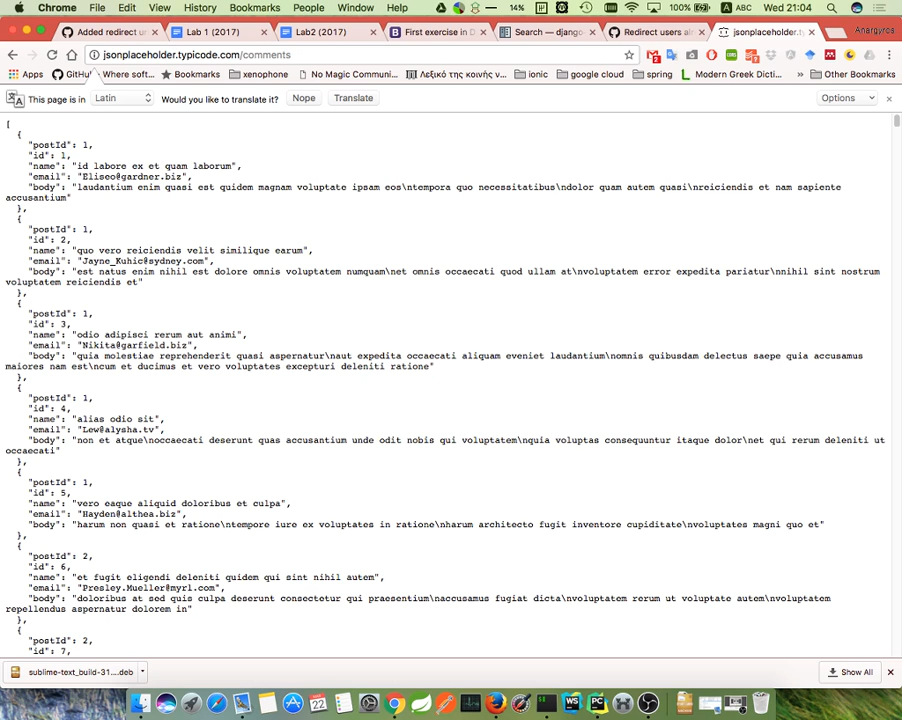 Chrome File Edit View History Bookmarks People Window Help 14% 100% ABC Wed 21:04
Added redirect ur Lab 1 (2017) Lab2 (2017) First exercise in D Search — django Redirect users alr jsonplaceholder.ty Anargyros
jsonplaceholder.typicode.com/comments
Apps GitHub Where soft... Bookmarks xenophone No Magic Communi... Λεξικό της κοινής ν... ionic google cloud spring Modern Greek Dicti... Other Bookmarks
This page is in Latin Would you like to translate it? Nope Translate Options
[
{
"postId": 1,
"id": 1,
"name": "id labore ex et quam laborum",
"email": "Eliseo@gardner.biz",
"body": "laudantium enim quasi est quidem magnam voluptate ipsam eos\ntempora quo necessitatibus\ndolor quam autem quasi\nreiciendis et nam sapiente
accusantium"
},
{
"postId": 1,
"id": 2,
"name": "quo vero reiciendis velit similique earum",
"email": "Jayne_Kuhic@sydney.com",
"body": "est natus enim nihil est dolore omnis voluptatem numquam\net omnis occaecati quod ullam at\nvoluptatem error expedita pariatur\nnihil sint nostrum
voluptatem reiciendis et"
},
{
"postId": 1,
"id": 3,
"name": "odio adipisci rerum aut animi",
"email": "Nikita@garfield.biz",
"body": "quia molestiae reprehenderit quasi aspernatur\naut expedita occaecati aliquam eveniet laudantium\nomnis quibusdam delectus saepe quia accusamus
maiores nam est\ncum et ducimus et vero voluptates excepturi deleniti ratione"
},
{
"postId": 1,
"id": 4,
"name": "alias odio sit",
"email": "Lew@alysha.tv",
"body": "non et atque\noccaecati deserunt quas accusantium unde odit nobis qui voluptatem\nquia voluptas consequuntur itaque dolor\net qui rerum deleniti ut
occaecati"
},
{
"postId": 1,
"id": 5,
"name": "vero eaque aliquid doloribus et culpa",
"email": "Hayden@althea.biz",
"body": "harum non quasi et ratione\ntempore iure ex voluptates in ratione\nharum architecto fugit inventore cupiditate\nvoluptates magni quo et"
},
{
"postId": 2,
"id": 6,
"name": "et fugit eligendi deleniti quidem qui sint nihil autem",
"email": "Presley.Mueller@myrl.com",
"body": "doloribus at sed quis culpa deserunt consectetur qui praesentium\naccusamus fugiat dicta\nvoluptatem rerum ut voluptate autem\nvoluptatem
repellendus aspernatur dolorem in"
},
{
"postId": 2,
"id": 7,
sublime-text_build-31....deb Show All